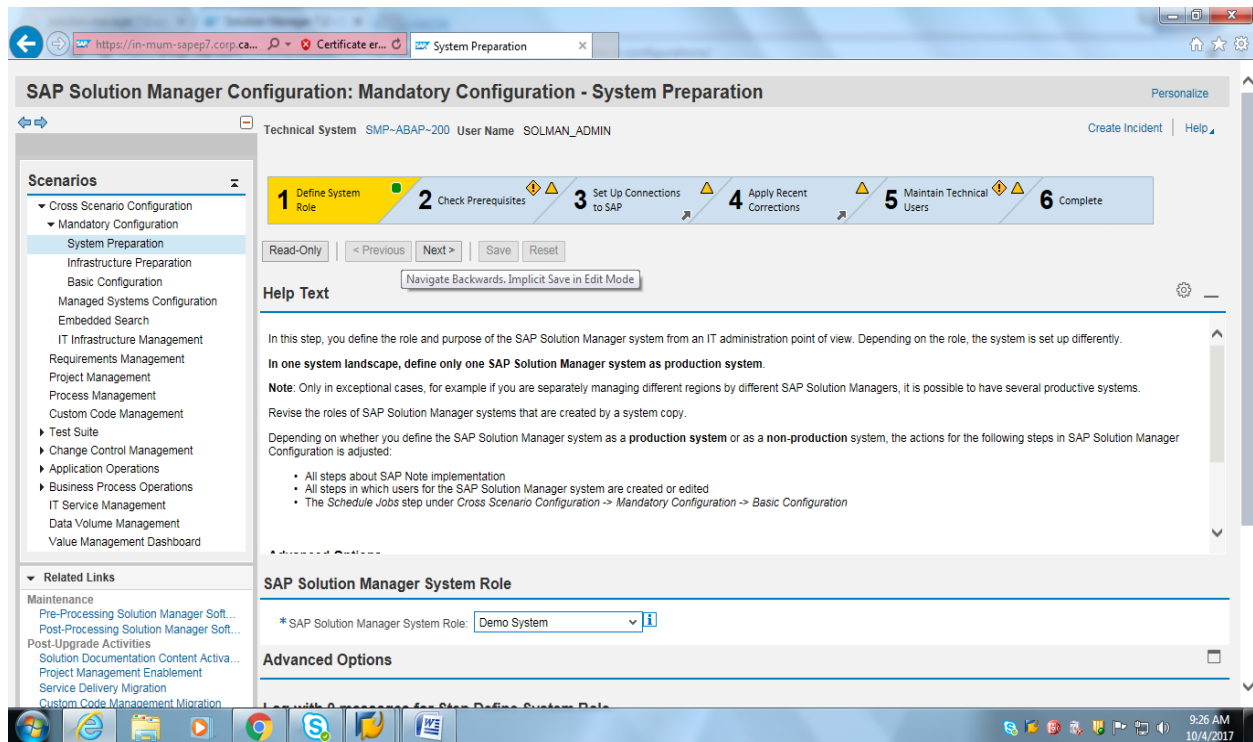 https://in-mum-sapep7.corp.ca... Certificate er... System Preparation
SAP Solution Manager Configuration: Mandatory Configuration - System Preparation
Personalize
Technical System SMP~ABAP~200 User Name SOLMAN_ADMIN
Create Incident Help
Scenarios
Cross Scenario Configuration
Mandatory Configuration
System Preparation
Infrastructure Preparation
Basic Configuration
Managed Systems Configuration
Embedded Search
IT Infrastructure Management
Requirements Management
Project Management
Process Management
Custom Code Management
Test Suite
Change Control Management
Application Operations
Business Process Operations
IT Service Management
Data Volume Management
Value Management Dashboard
Related Links
Maintenance
Pre-Processing Solution Manager Soft...
Post-Processing Solution Manager Soft...
Post-Upgrade Activities
Solution Documentation Content Activa...
Project Management Enablement
Service Delivery Migration
Custom Code Management Migration
1 Define System Role
2 Check Prerequisites
3 Set Up Connections to SAP
4 Apply Recent Corrections
5 Maintain Technical Users
6 Complete
Read-Only < Previous Next > Save Reset
Navigate Backwards. Implicit Save in Edit Mode
Help Text
In this step, you define the role and purpose of the SAP Solution Manager system from an IT administration point of view. Depending on the role, the system is set up differently.
In one system landscape, define only one SAP Solution Manager system as production system.
Note: Only in exceptional cases, for example if you are separately managing different regions by different SAP Solution Managers, it is possible to have several productive systems.
Revise the roles of SAP Solution Manager systems that are created by a system copy.
Depending on whether you define the SAP Solution Manager system as a production system or as a non-production system, the actions for the following steps in SAP Solution Manager
Configuration is adjusted:
• All steps about SAP Note implementation
• All steps in which users for the SAP Solution Manager system are created or edited
• The Schedule Jobs step under Cross Scenario Configuration -> Mandatory Configuration -> Basic Configuration
Advanced Options
SAP Solution Manager System Role
* SAP Solution Manager System Role: Demo System
Advanced Options
Log with 0 messages for Step Define System Role
9:26 AM
10/4/2017